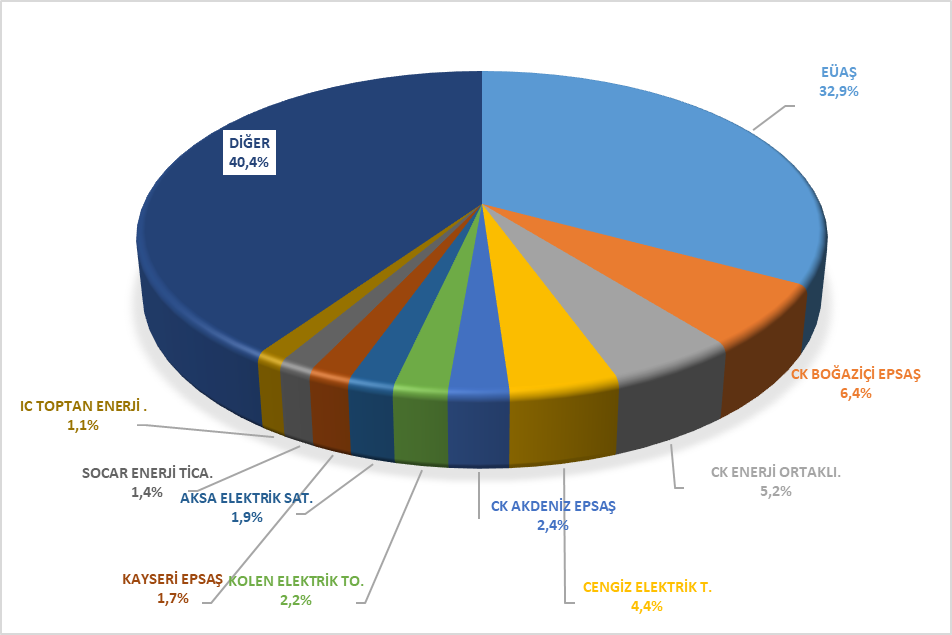 EÜAŞ
32,9%
DİĞER
40,4%
CK BOĞAZİÇİ EPSAŞ
6,4%
IC TOPTAN ENERJİ .
1,1%
SOCAR ENERJİ TİCA.
1,4%
CK ENERJİ ORTAKLI.
5,2%
AKSA ELEKTRİK SAT.
1,9%
CK AKDENİZ EPSAŞ
2,4%
KAYSERİ EPSAŞ
1,7%
KOLEN ELEKTRİK TO.
2,2%
CENGİZ ELEKTRİK T.
4,4%